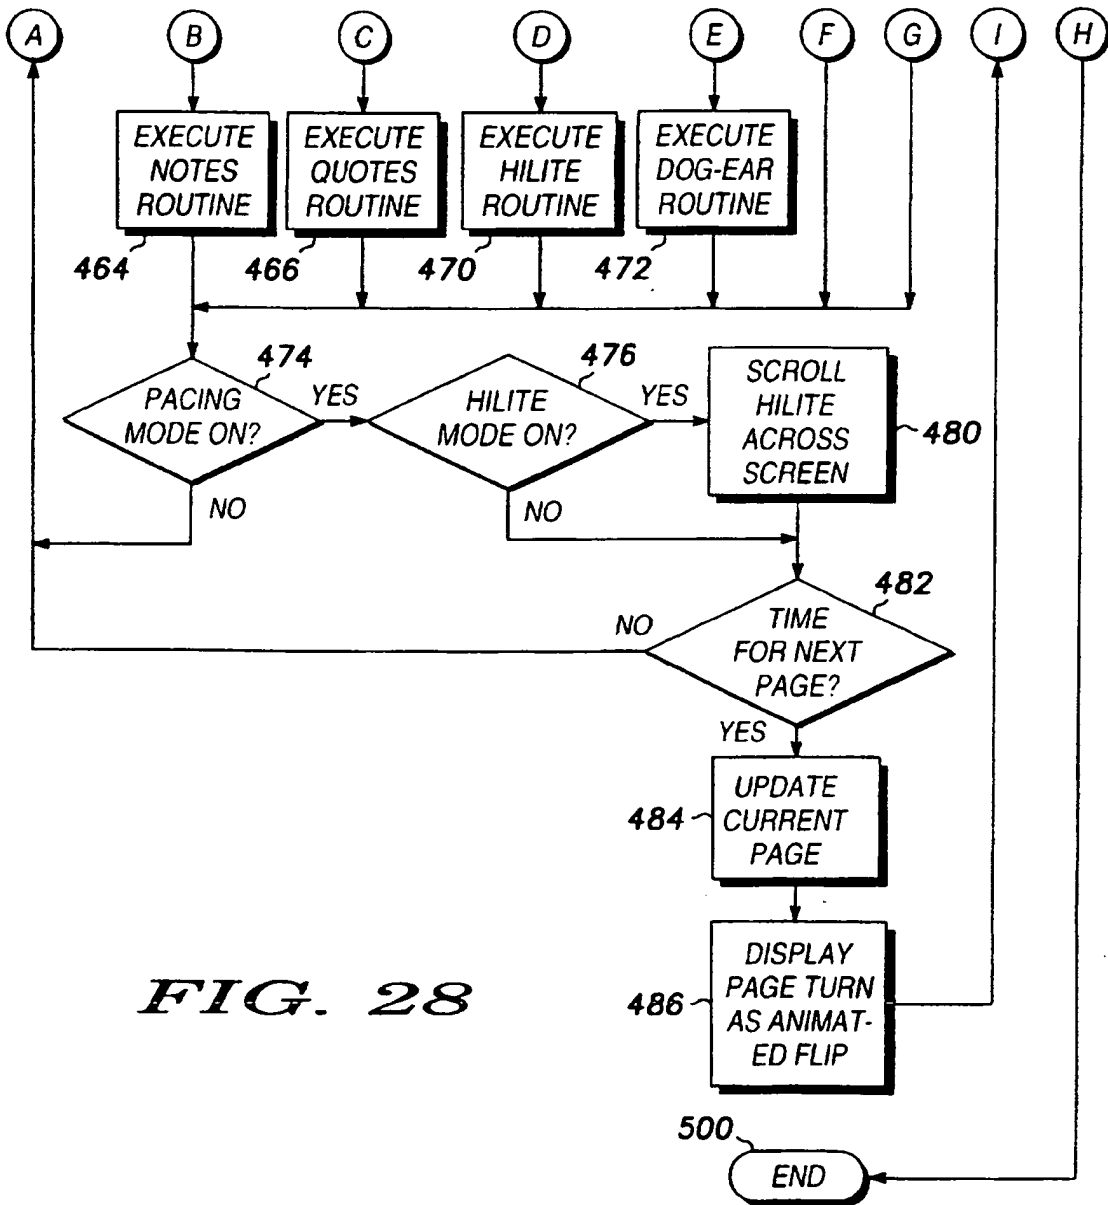 A B C D E F G I H
EXECUTE
NOTES
ROUTINE
EXECUTE
QUOTES
ROUTINE
EXECUTE
HILITE
ROUTINE
EXECUTE
DOG-EAR
ROUTINE
464
466
470
472
474
PACING
MODE ON?
YES
NO
476
HILITE
MODE ON?
YES
NO
SCROLL
HILITE
ACROSS
SCREEN
480
482
TIME
FOR NEXT
PAGE?
NO
YES
UPDATE
CURRENT
PAGE
484
DISPLAY
PAGE TURN
AS ANIMAT-
ED FLIP
486
FIG. 28
500
END